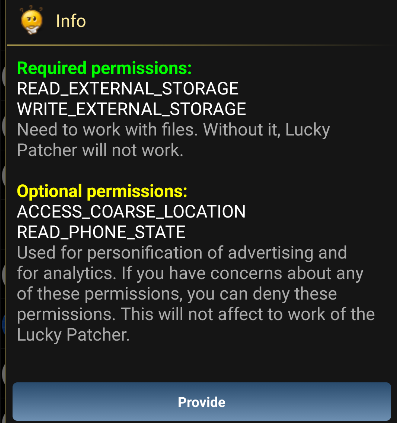 Info
Required permissions:
READ_EXTERNAL_STORAGE
WRITE_EXTERNAL_STORAGE
Need to work with files. Without it, Lucky
Patcher will not work.
Optional permissions:
ACCESS_COARSE_LOCATION
READ_PHONE_STATE
Used for personification of advertising and
for analytics. If you have concerns about any
of these permissions, you can deny these
permissions. This will not affect to work of the
Lucky Patcher.
Provide